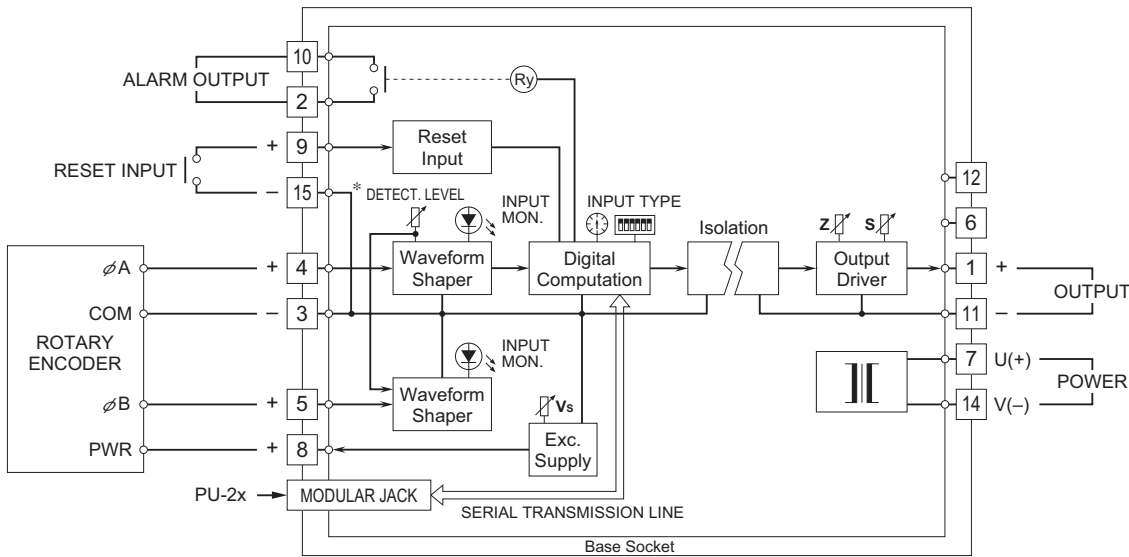 ALARM OUTPUT
10
2
Ry
RESET INPUT
+ 9
– 15
Reset
Input
* DETECT. LEVEL
INPUT
MON.
INPUT TYPE
Isolation
Z S
12
6
ROTARY
ENCODER
øA + 4
Waveform
Shaper
Digital
Computation
Output
Driver
1 +
OUTPUT
COM – 3
11 –
INPUT
MON.
7 U(+)
POWER
14 V(–)
øB + 5
Waveform
Shaper
Vs
PWR + 8
Exc.
Supply
PU-2x
MODULAR JACK
SERIAL TRANSMISSION LINE
Base Socket